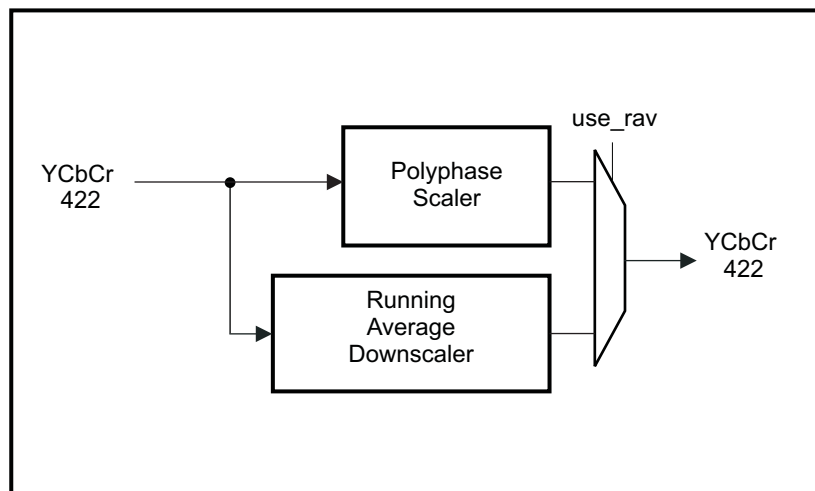 use_rav
YCbCr
422
Polyphase
Scaler
YCbCr
422
Running
Average
Downscaler